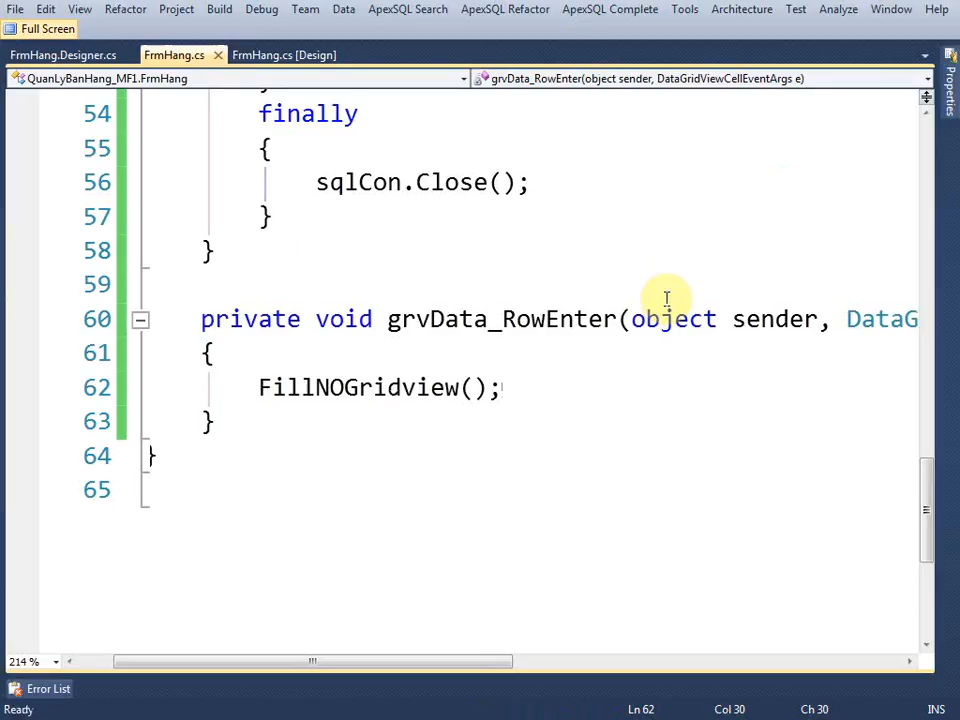 File Edit View Refactor Project Build Debug Team Data ApexSQL Search ApexSQL Refactor ApexSQL Complete Tools Architecture Test Analyze Window Help
Full Screen
FrmHang.Designer.cs FrmHang.cs FrmHang.cs [Design]
QuanLyBanHang_MF1.FrmHang grvData_RowEnter(object sender, DataGridViewCellEventArgs e)
Properties
54 finally
55 {
56 sqlCon.Close();
57 }
58 }
59
60 private void grvData_RowEnter(object sender, DataG
61 {
62 FillNOGridview();
63 }
64 }
65
214 %
Error List
Ready Ln 62 Col 30 Ch 30 INS